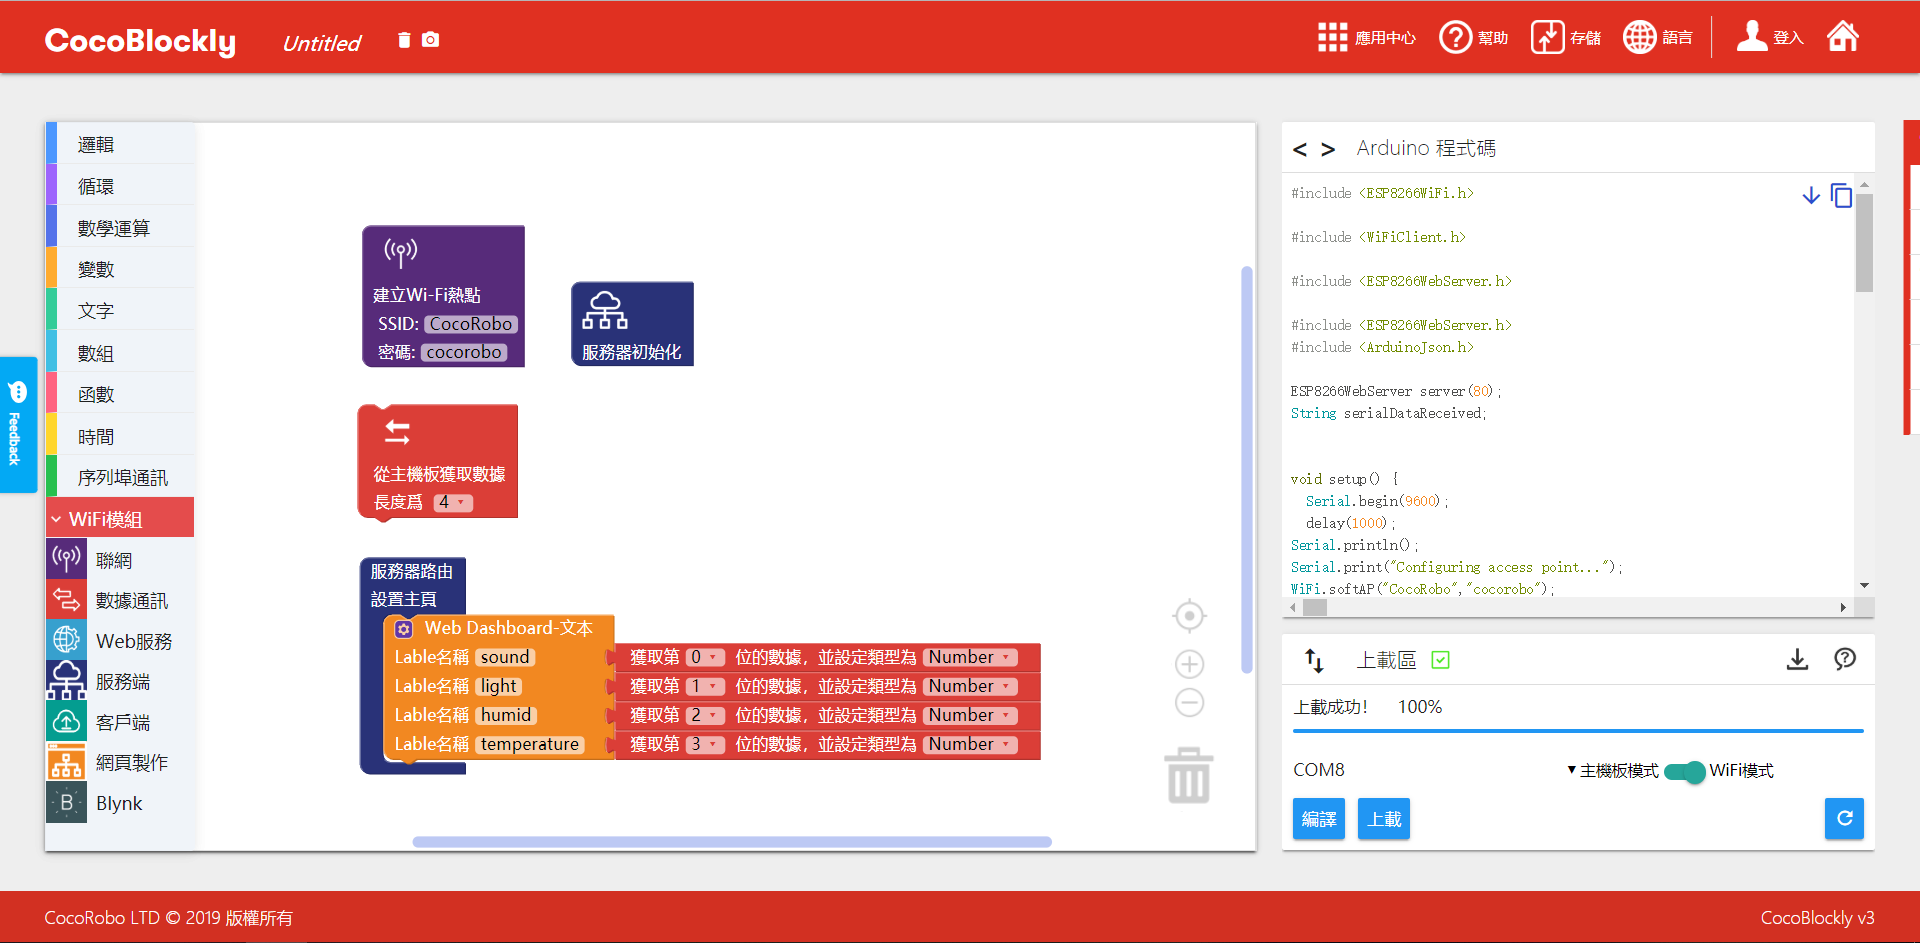 CocoBlockly
Untitled
應用中心
幫助
存儲
語言
登入
邏輯
循環
數學運算
變數
文字
數組
函數
時間
序列埠通訊
WiFi模組
聯網
數據通訊
Web服務
服務端
客戶端
網頁製作
B Blynk
Feedback
建立Wi-Fi熱點
SSID: CocoRobo
密碼: cocorobo
服務器初始化
從主機板獲取數據
長度爲 4
服務器路由
設置主頁
Web Dashboard-文本
Lable名稱 sound 獲取第 0 位的數據, 並設定類型為 Number
Lable名稱 light 獲取第 1 位的數據, 並設定類型為 Number
Lable名稱 humid 獲取第 2 位的數據, 並設定類型為 Number
Lable名稱 temperature 獲取第 3 位的數據, 並設定類型為 Number
< > Arduino 程式碼
#include <ESP8266WiFi.h>
#include <WiFiClient.h>
#include <ESP8266WebServer.h>
#include <ESP8266WebServer.h>
#include <ArduinoJson.h>
ESP8266WebServer server(80);
String serialDataReceived;
void setup() {
Serial.begin(9600);
delay(1000);
Serial.println();
Serial.print("Configuring access point...");
WiFi.softAP("CocoRobo","cocorobo");
上載區
上載成功! 100%
COM8
主機板模式 WiFi模式
編譯
上載
CocoRobo LTD © 2019 版權所有
CocoBlockly v3